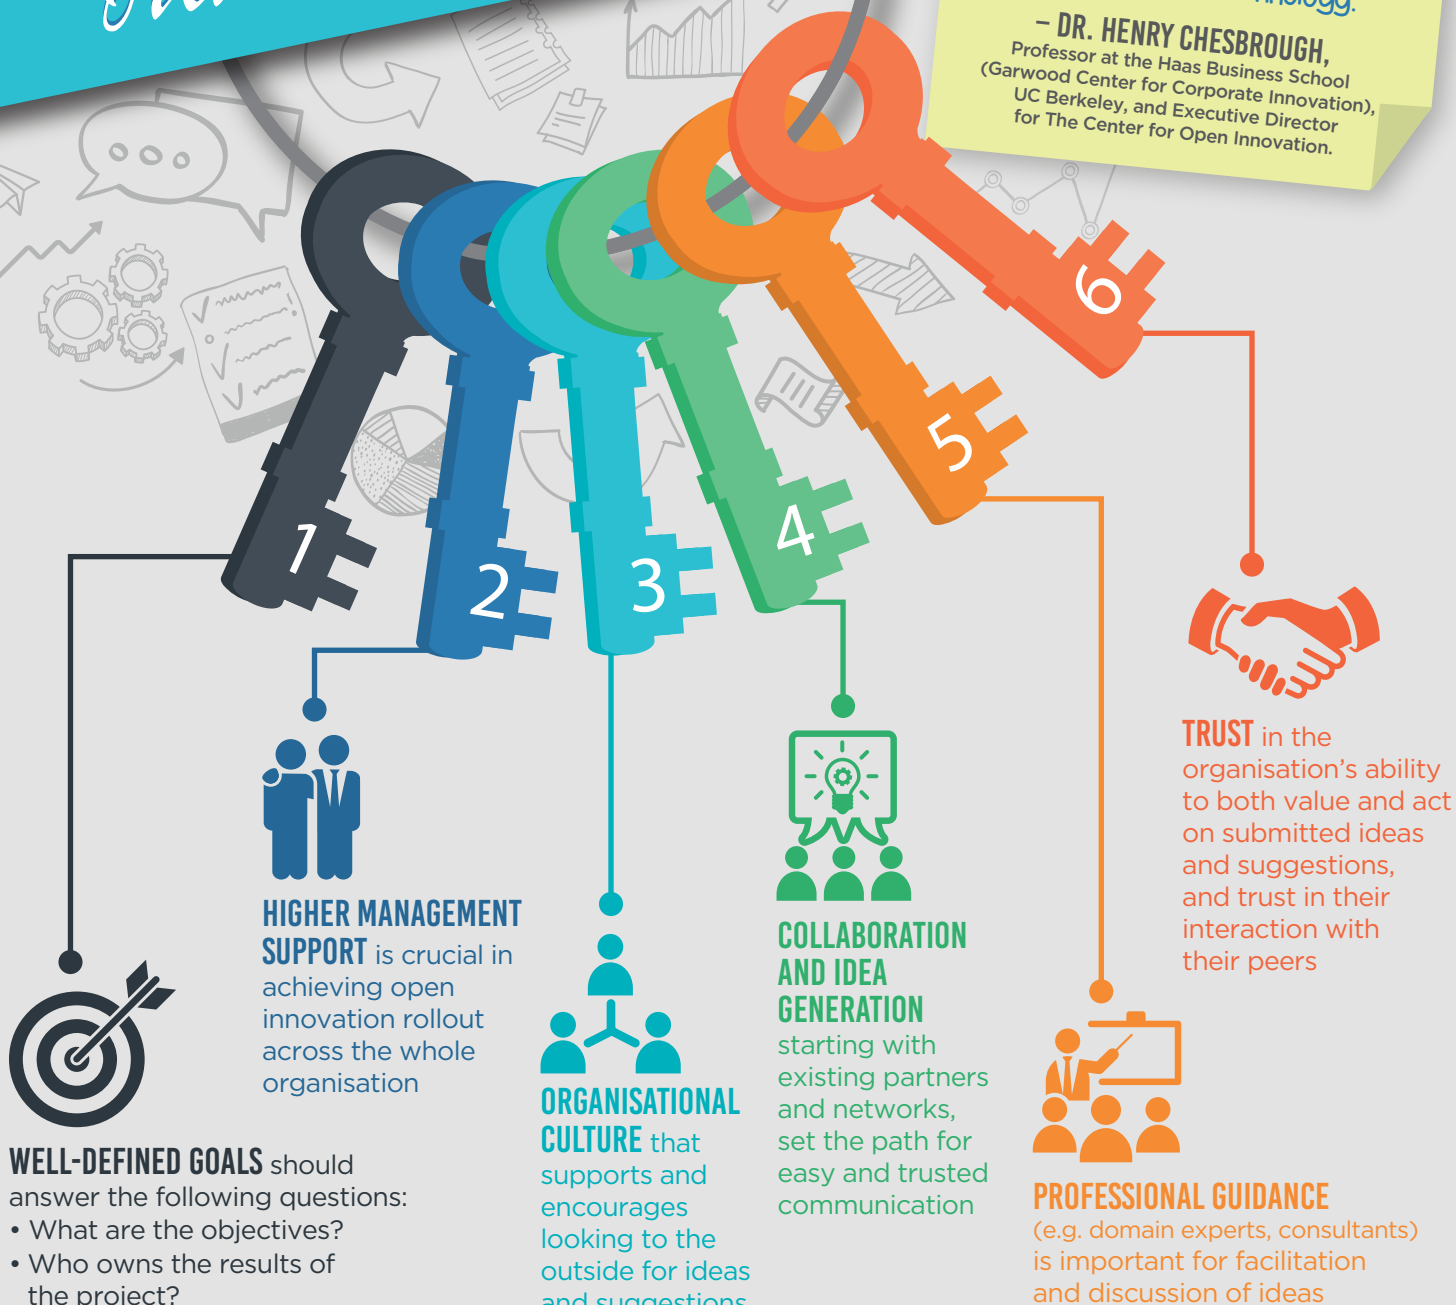 – DR. HENRY CHESBROUGH,
Professor at the Haas Business School
(Garwood Center for Corporate Innovation),
UC Berkeley, and Executive Director
for The Center for Open Innovation.
1
2
3
4
5
6
WELL-DEFINED GOALS should
answer the following questions:
• What are the objectives?
• Who owns the results of
the project?
HIGHER MANAGEMENT
SUPPORT is crucial in
achieving open
innovation rollout
across the whole
organisation
ORGANISATIONAL
CULTURE that
supports and
encourages
looking to the
outside for ideas
and suggestions
COLLABORATION
AND IDEA
GENERATION
starting with
existing partners
and networks,
set the path for
easy and trusted
communication
PROFESSIONAL GUIDANCE
(e.g. domain experts, consultants)
is important for facilitation
and discussion of ideas
TRUST in the
organisation's ability
to both value and act
on submitted ideas
and suggestions,
and trust in their
interaction with
their peers